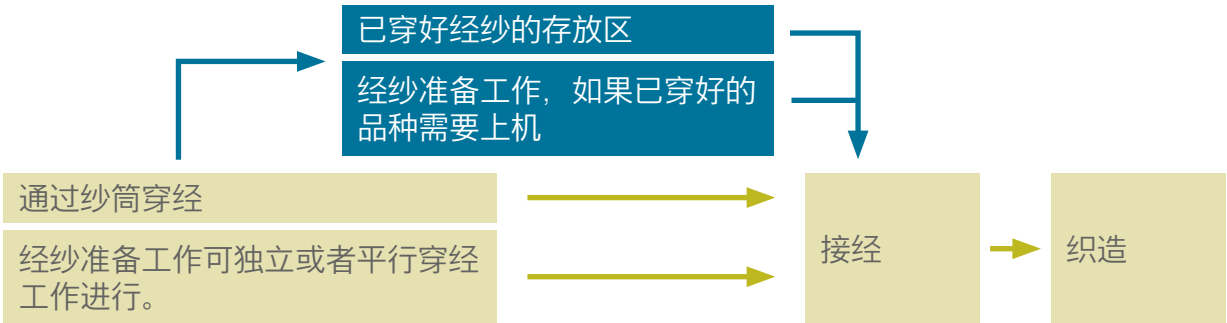 已穿好经纱的存放区
经纱准备工作，如果已穿好的
品种需要上机
通过纱筒穿经
经纱准备工作可独立或者平行穿经
工作进行。
接经
织造